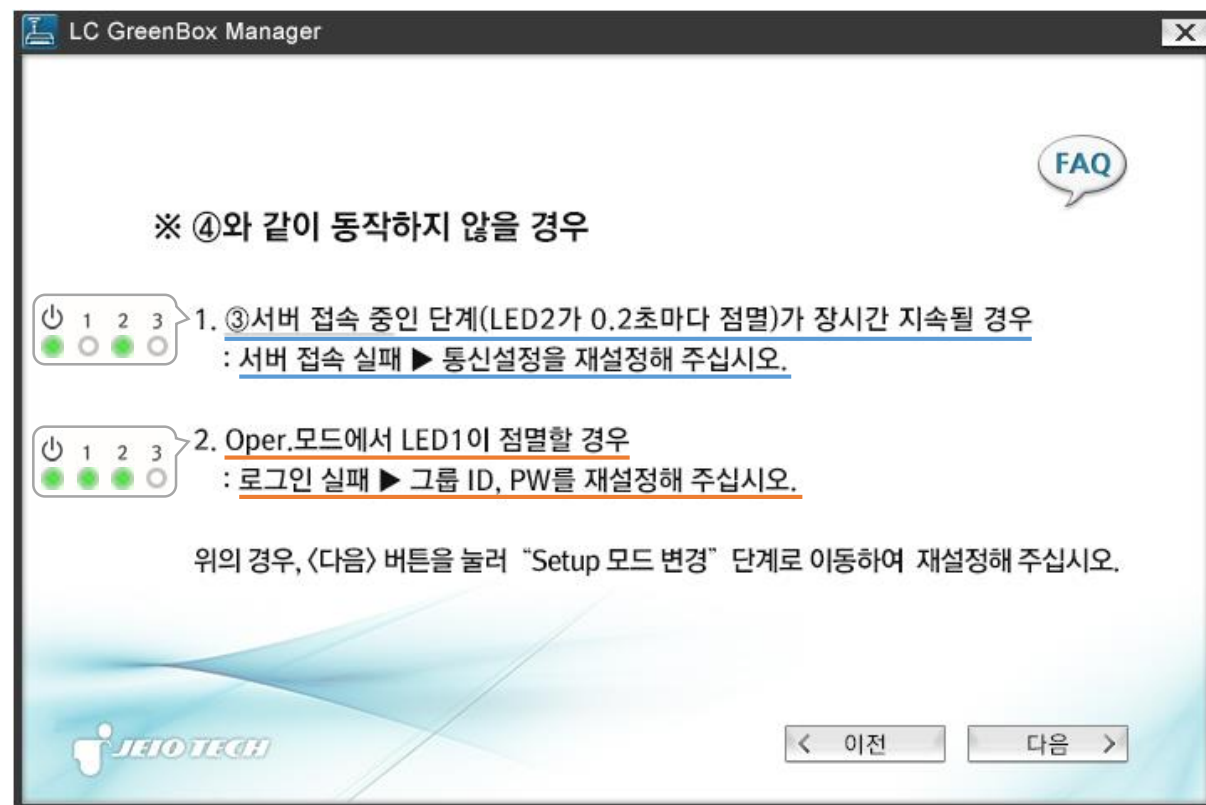 LC GreenBox Manager
FAQ
※ ④와 같이 동작하지 않을 경우
1 2 3
1. ③서버 접속 중인 단계(LED2가 0.2초마다 점멸)가 장시간 지속될 경우
: 서버 접속 실패 ▶ 통신설정을 재설정해 주십시오.
1 2 3
2. Oper.모드에서 LED1이 점멸할 경우
: 로그인 실패 ▶ 그룹 ID, PW를 재설정해 주십시오.
위의 경우, 〈다음〉 버튼을 눌러 “Setup 모드 변경” 단계로 이동하여 재설정해 주십시오.
JEIO TECH
< 이전
다음 >